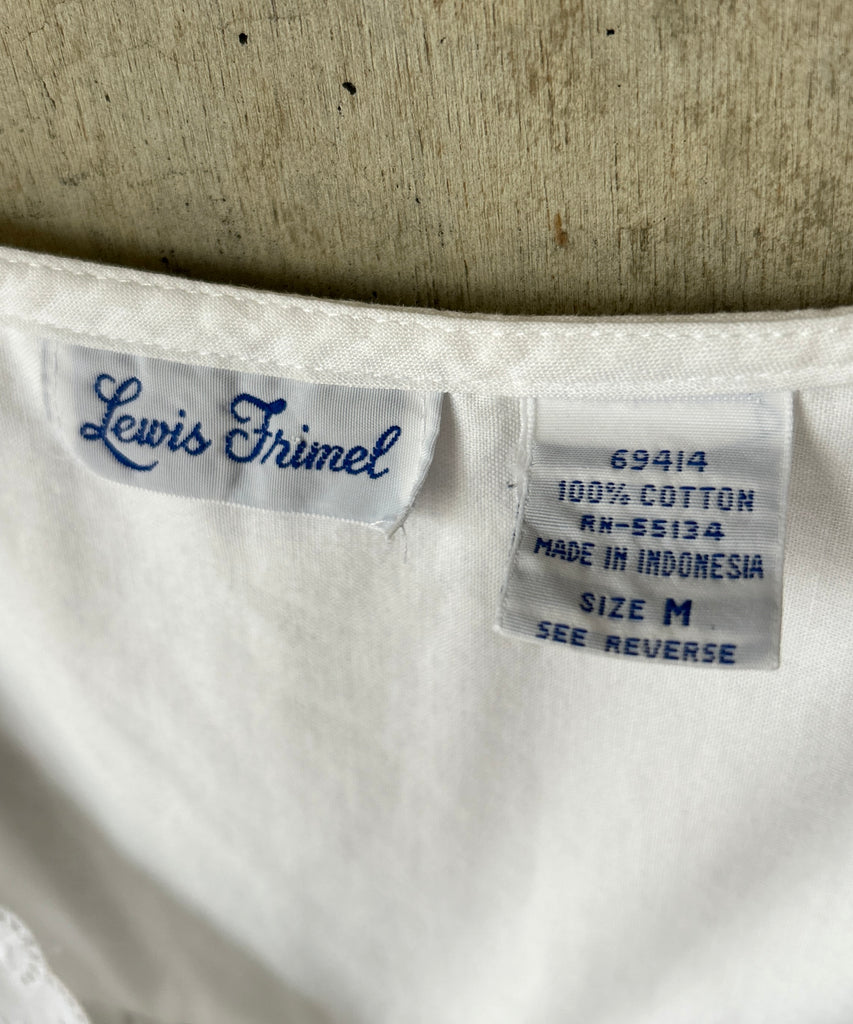 Lewis Frimel
69414
100% COTTON
RN-55134
MADE IN INDONESIA
SIZE M
SEE REVERSE